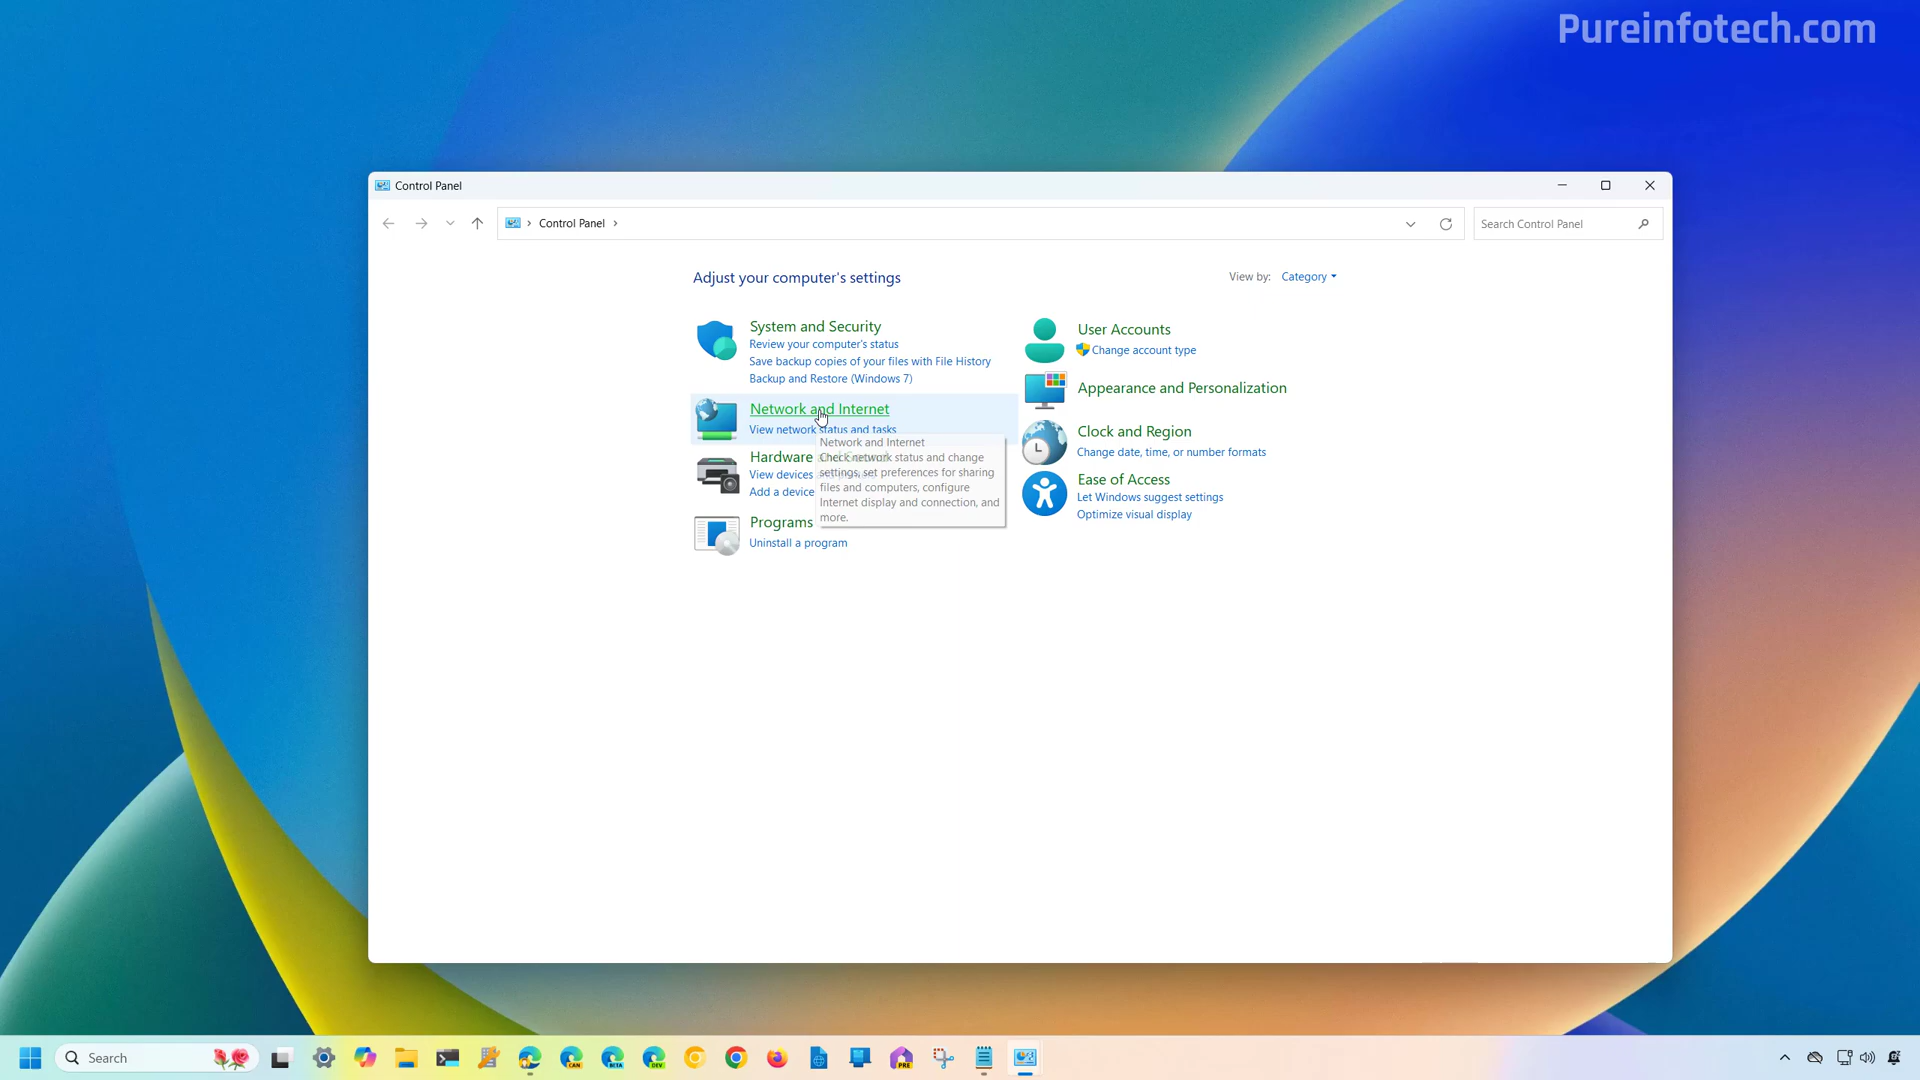 Pureinfotech.com
Control Panel
Control Panel
Search Control Panel
Adjust your computer's settings
View by: Category
System and Security
Review your computer's status
Save backup copies of your files with File History
Backup and Restore (Windows 7)
Network and Internet
View network status and tasks
Hardware
View devices
Add a device
Programs
Uninstall a program
Network and Internet
Check network status and change
settings, set preferences for sharing
files and computers, configure
Internet display and connection, and
more.
User Accounts
Change account type
Appearance and Personalization
Clock and Region
Change date, time, or number formats
Ease of Access
Let Windows suggest settings
Optimize visual display
Search
CAN
BETA
DEV
PRE